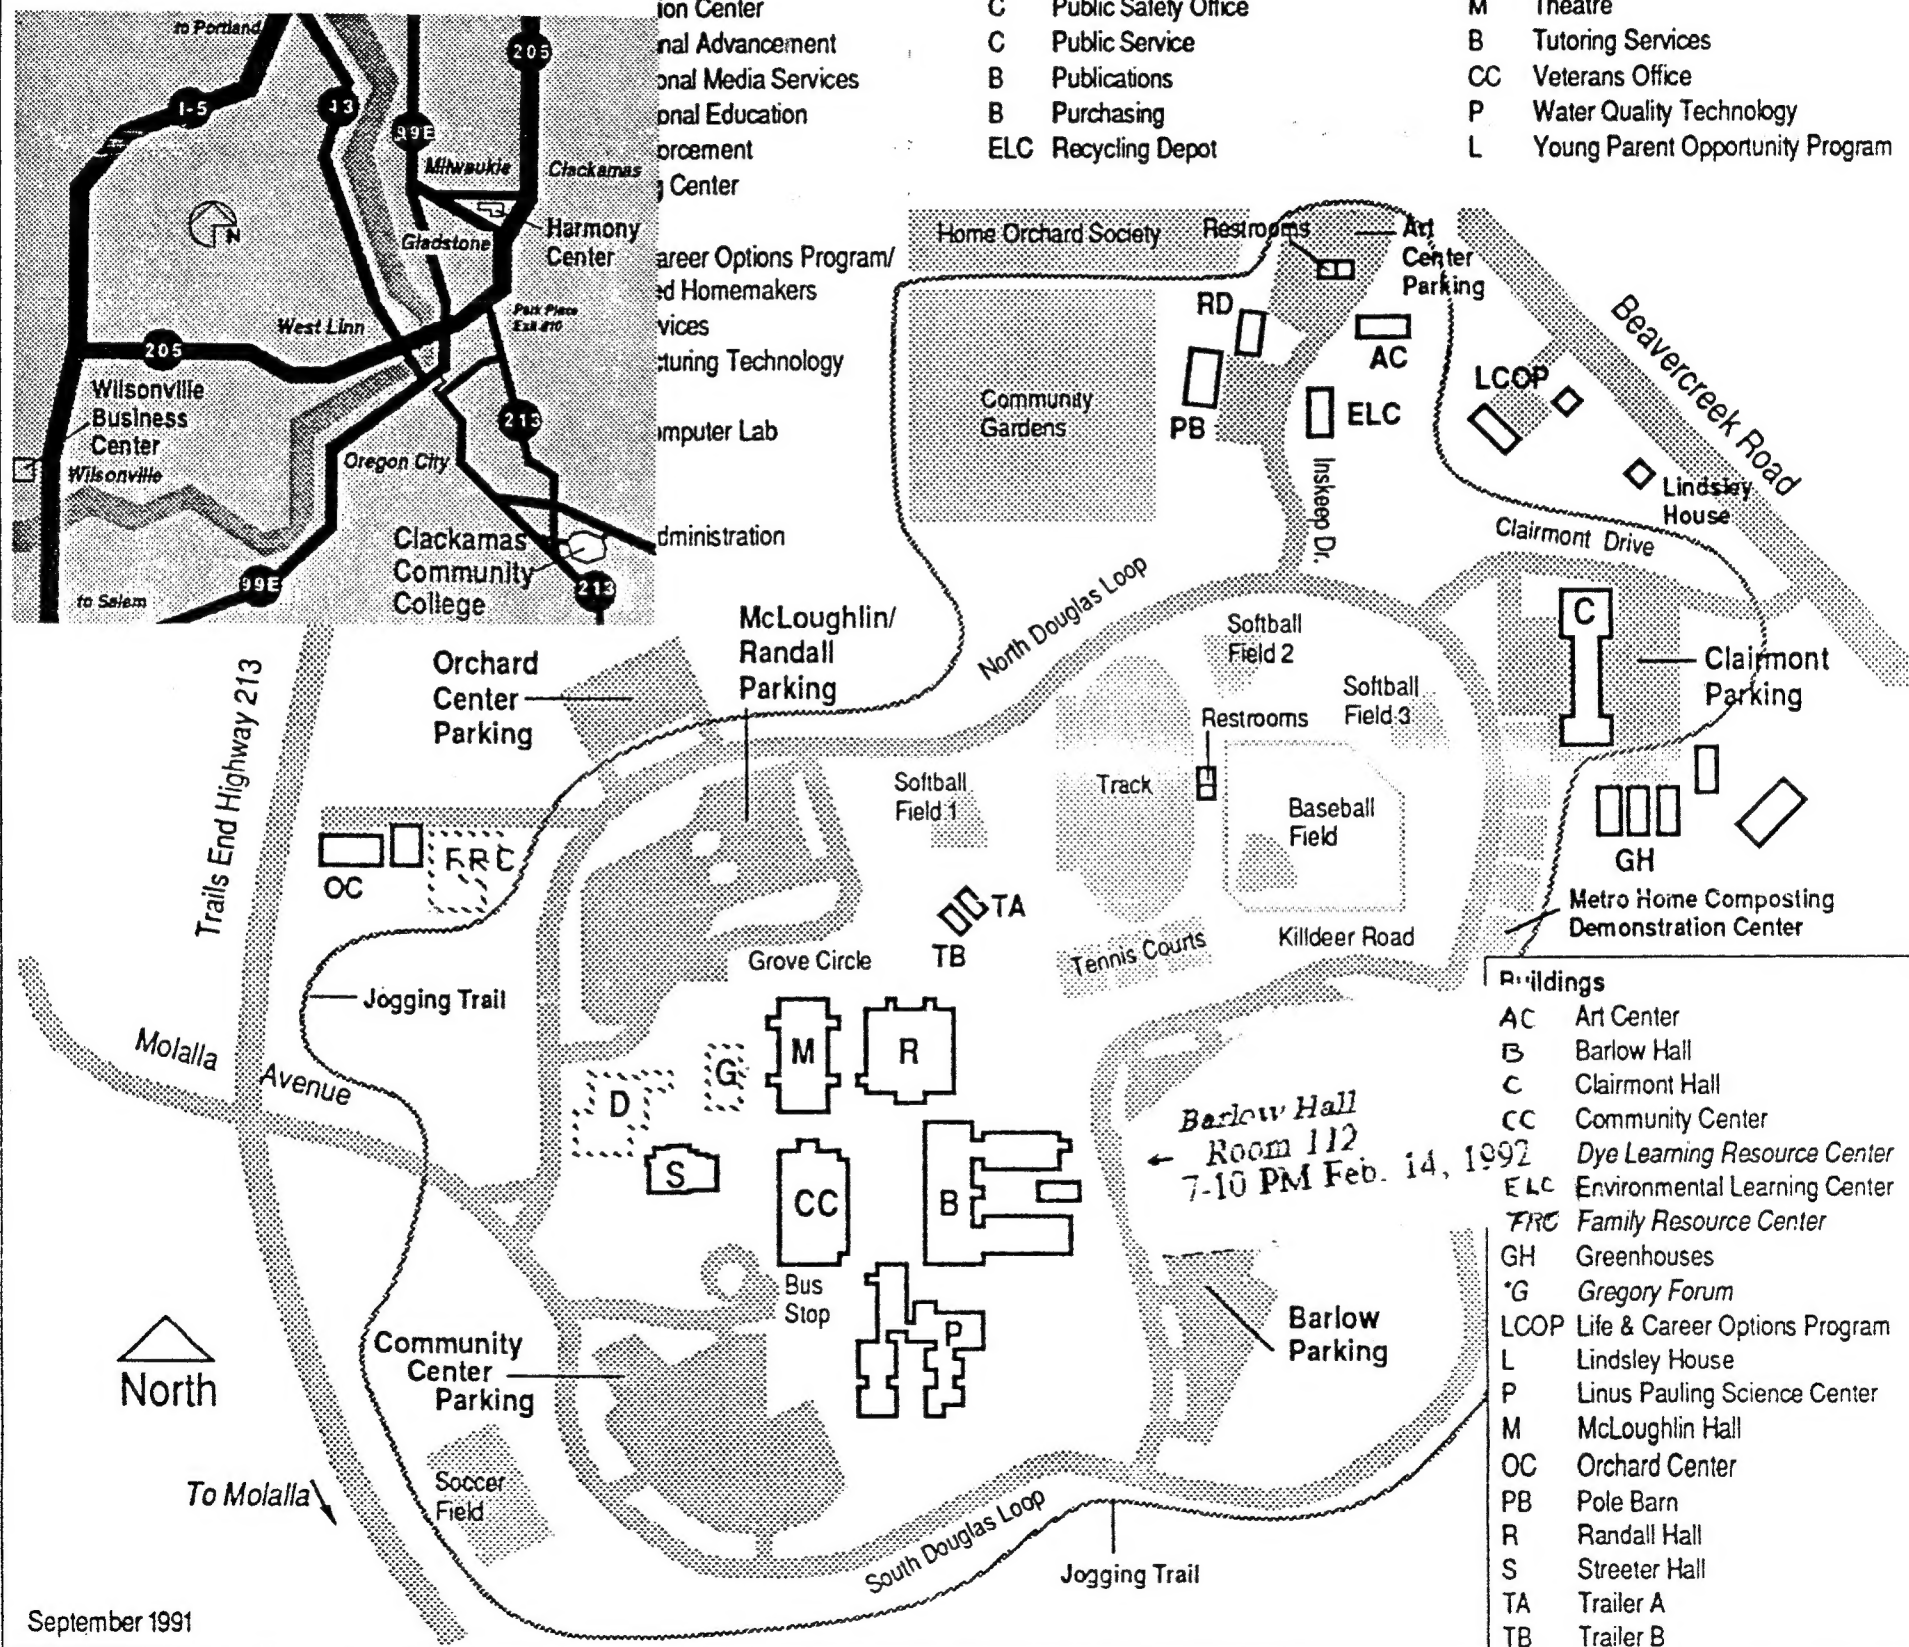 to Portland
205
I-5
43
99E
Milwaukie
Clackamas
N
Gladstone
Harmony
Center
West Linn
Park Place
Exit #10
205
Wilsonville
Business
Center
213
Wilsonville
Oregon City
Clackamas
Community
College
99E
to Salem
213
ion Center
nal Advancement
onal Media Services
onal Education
orcement
g Center
areer Options Program/
ed Homemakers
vices
cturing Technology
omputer Lab
dministration
C Public Safety Office
C Public Service
B Publications
B Purchasing
ELC Recycling Depot
M Theatre
B Tutoring Services
CC Veterans Office
P Water Quality Technology
L Young Parent Opportunity Program
Home Orchard Society
Restrooms
Art
Center
Parking
RD
AC
Community
Gardens
PB
ELC
LCOP
Beavercreek Road
Lindsley
House
Inskeep Dr.
Clairmont Drive
North Douglas Loop
McLoughlin/
Randall
Parking
Orchard
Center
Parking
Softball
Field 2
Softball
Field 3
Restrooms
C
Clairmont
Parking
Trails End Highway 213
Softball
Field 1
Track
Baseball
Field
OC
FRC
GH
TA
TB
Metro Home Composting
Demonstration Center
Grove Circle
Tennis Courts
Killdeer Road
Jogging Trail
Molalla Avenue
M
R
G
D
S
CC
B
Barlow Hall
← Room 112
7-10 PM Feb. 14, 1992
Bus
Stop
P
Barlow
Parking
Community
Center
Parking
North
To Molalla
Soccer
Field
South Douglas Loop
Jogging Trail
September 1991
Buildings
AC Art Center
B Barlow Hall
C Clairmont Hall
CC Community Center
Dye Learning Resource Center
ELC Environmental Learning Center
FRC Family Resource Center
GH Greenhouses
*G Gregory Forum
LCOP Life & Career Options Program
L Lindsley House
P Linus Pauling Science Center
M McLoughlin Hall
OC Orchard Center
PB Pole Barn
R Randall Hall
S Streeter Hall
TA Trailer A
TB Trailer B